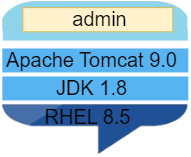 admin
Apache Tomcat 9.0
JDK 1.8
RHEL 8.5